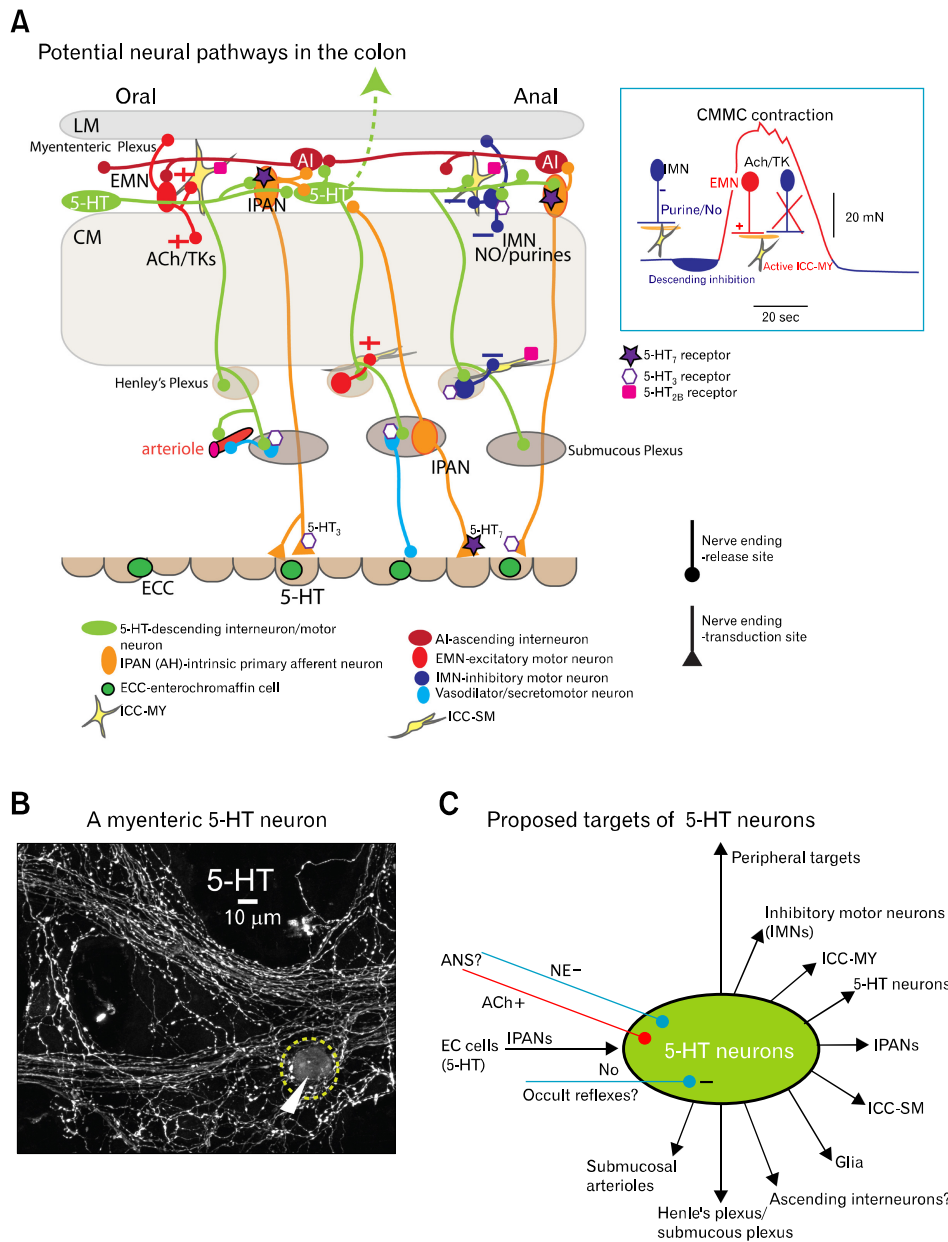 A
Potential neural pathways in the colon
Oral
Anal
LM
Myententeric Plexus
EMN
AI
AI
5-HT
IPAN
5-HT
CM
ACh/TKs
IMN
NO/purines
Henley's Plexus
arteriole
IPAN
Submucous Plexus
5-HT3
5-HT7
ECC
5-HT
CMMC contraction
IMN
Ach/TK
EMN
Purine/No
20 mN
Descending inhibition
Active ICC-MY
20 sec
5-HT7 receptor
5-HT3 receptor
5-HT2B receptor
Nerve ending
-release site
Nerve ending
-transduction site
5-HT-descending interneuron/motor
neuron
IPAN (AH)-intrinsic primary afferent neuron
ECC-enterochromaffin cell
ICC-MY
AI-ascending interneuron
EMN-excitatory motor neuron
IMN-inhibitory motor neuron
Vasodilator/secretomotor neuron
ICC-SM
B
A myenteric 5-HT neuron
5-HT
10 μm
C
Proposed targets of 5-HT neurons
Peripheral targets
Inhibitory motor neurons
(IMNs)
ICC-MY
5-HT neurons
IPANs
ICC-SM
Glia
Ascending interneurons?
Henle's plexus/
submucous plexus
Submucosal
arterioles
ANS?
NE–
ACh+
EC cells
(5-HT)
IPANs
No
Occult reflexes?
5-HT neurons